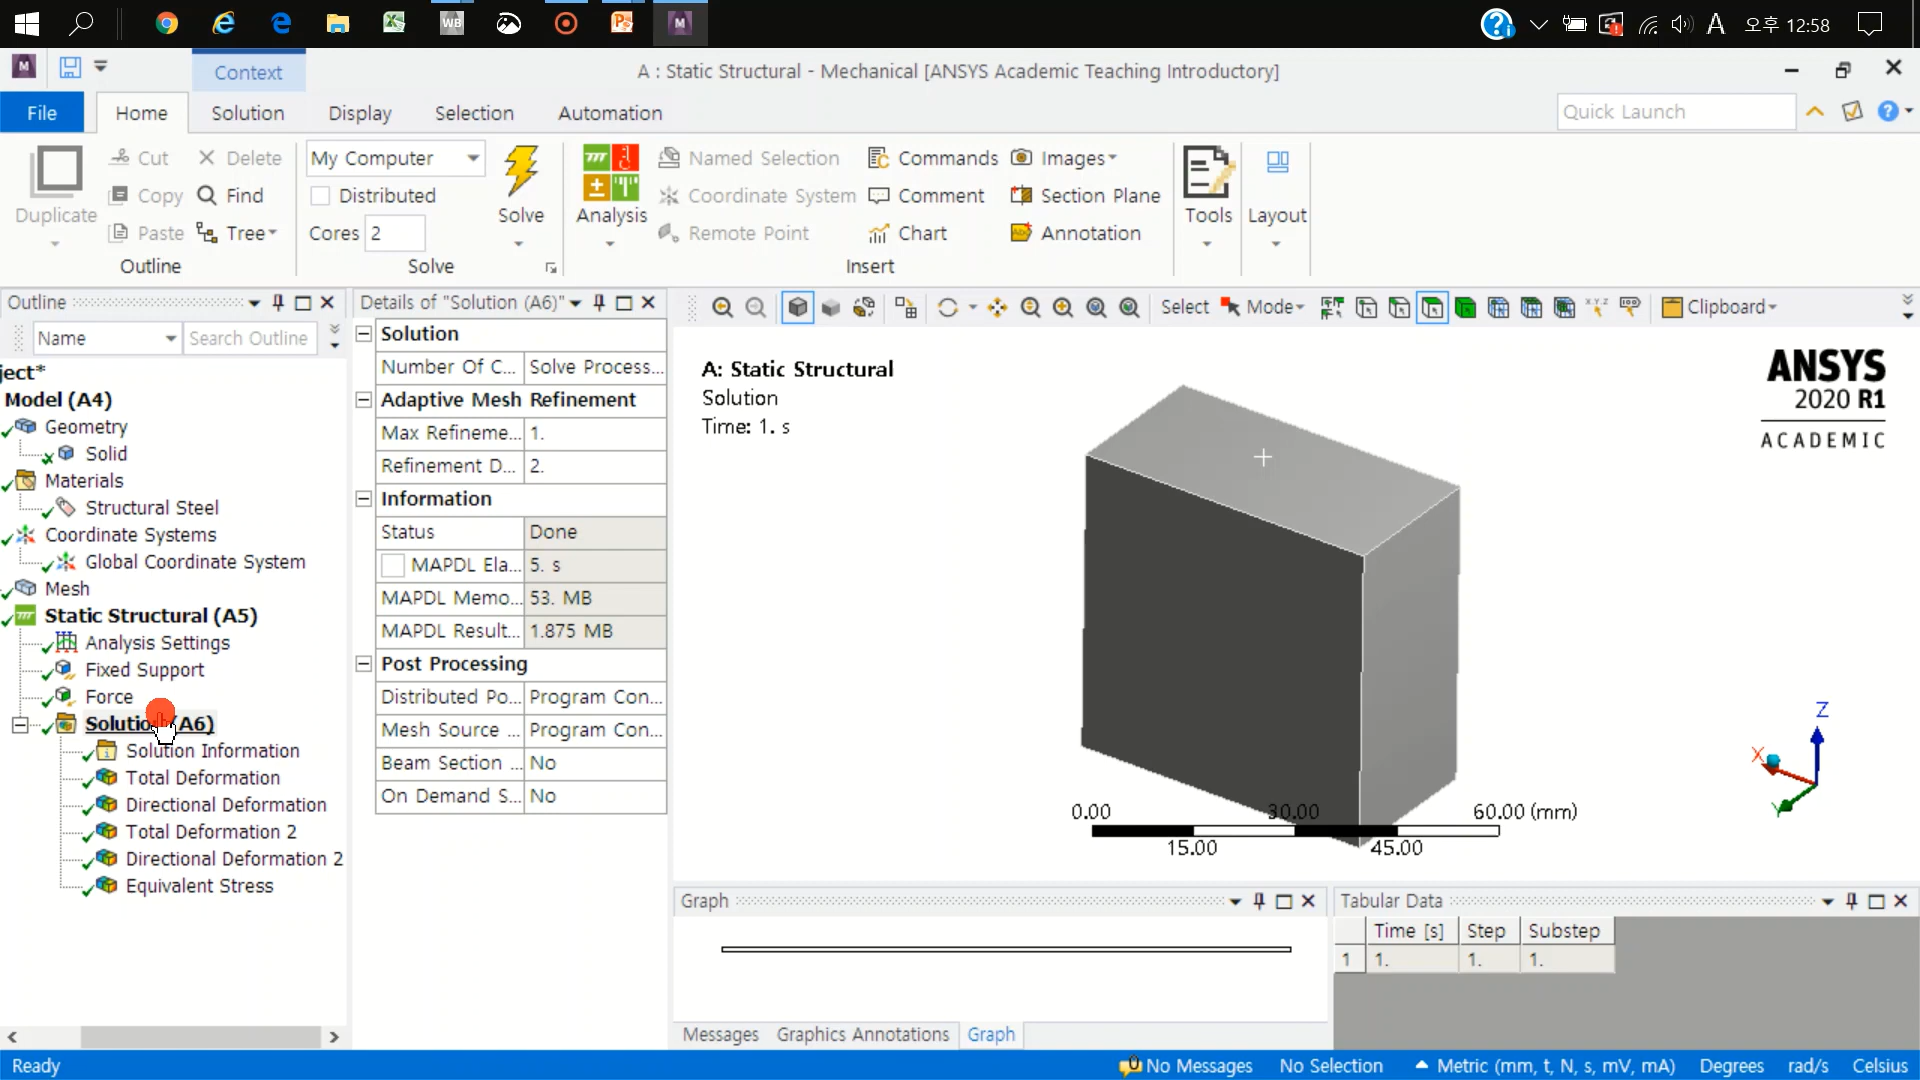 WB
오후 12:58
Context
A : Static Structural - Mechanical [ANSYS Academic Teaching Introductory]
File
Home
Solution
Display
Selection
Automation
Quick Launch
Duplicate
Cut
Delete
Copy
Find
Paste
Tree
Outline
My Computer
Distributed
Cores 2
Solve
Solve
Analysis
Named Selection
Coordinate System
Remote Point
Commands
Comment
Chart
Images
Section Plane
Annotation
Insert
Tools
Layout
Outline
Name
Search Outline
ject*
Model (A4)
Geometry
Solid
Materials
Structural Steel
Coordinate Systems
Global Coordinate System
Mesh
Static Structural (A5)
Analysis Settings
Fixed Support
Force
Solution (A6)
Solution Information
Total Deformation
Directional Deformation
Total Deformation 2
Directional Deformation 2
Equivalent Stress
Details of "Solution (A6)"
Solution
Number Of C... Solve Process...
Adaptive Mesh Refinement
Max Refineme... 1.
Refinement D... 2.
Information
Status Done
MAPDL Ela... 5. s
MAPDL Memo... 53. MB
MAPDL Result... 1.875 MB
Post Processing
Distributed Po... Program Con...
Mesh Source ... Program Con...
Beam Section ... No
On Demand S... No
Select Mode
Clipboard
A: Static Structural
Solution
Time: 1. s
ANSYS
2020 R1
ACADEMIC
Z
X
Y
0.00 30.00 60.00 (mm)
15.00 45.00
Graph
Messages Graphics Annotations Graph
Tabular Data
Time [s] Step Substep
1 1. 1. 1.
Ready
No Messages No Selection Metric (mm, t, N, s, mV, mA) Degrees rad/s Celsius